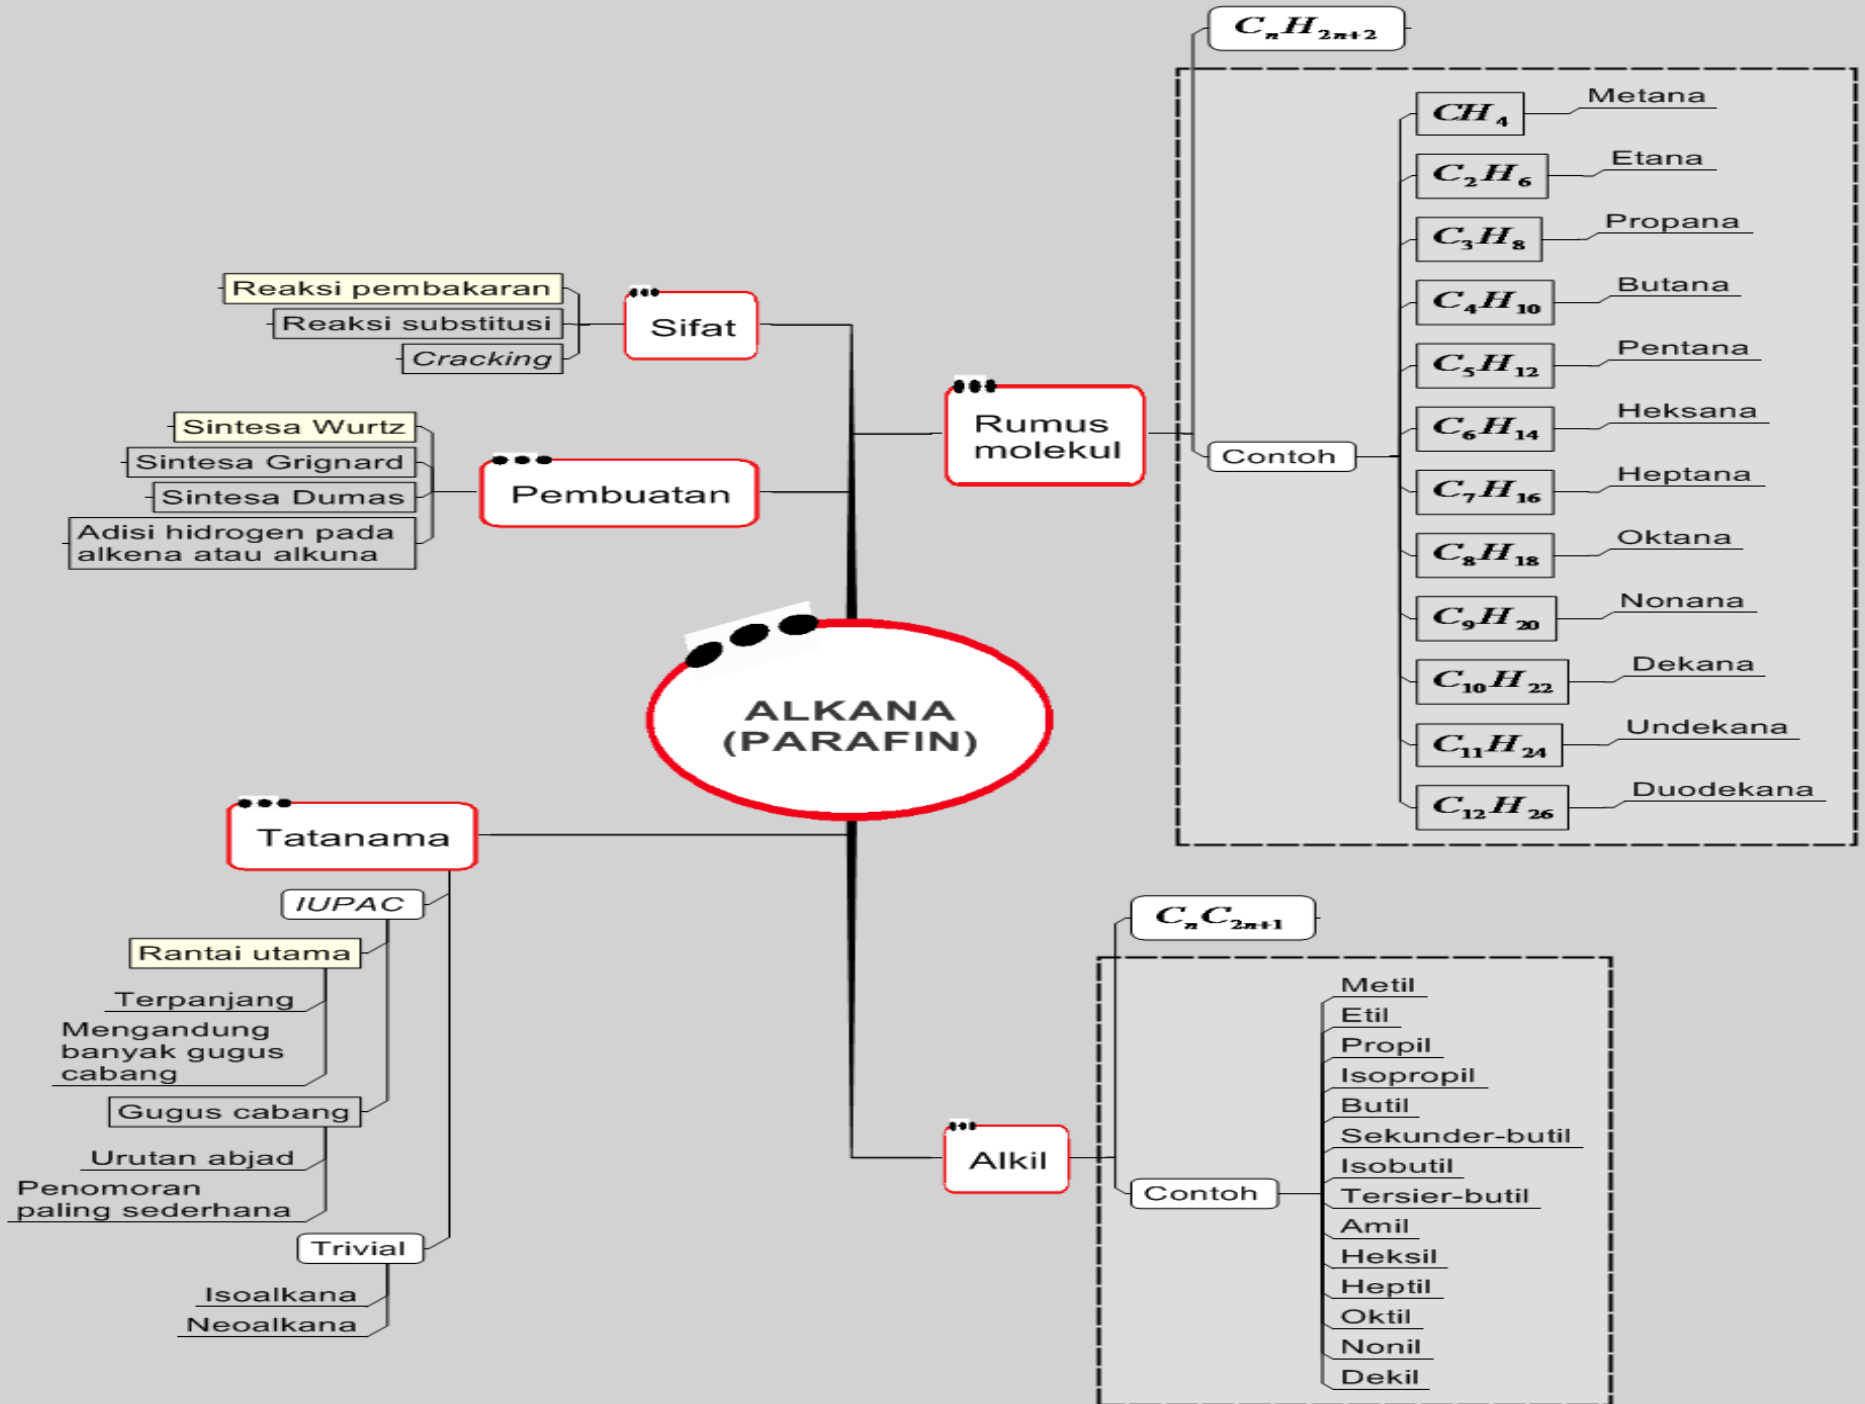 ALKANA
(PARAFIN)
Rumus
molekul
CₙH₂ₙ₊₂
Contoh
CH₄
Metana
C₂H₆
Etana
C₃H₈
Propana
C₄H₁₀
Butana
C₅H₁₂
Pentana
C₆H₁₄
Heksana
C₇H₁₆
Heptana
C₈H₁₈
Oktana
C₉H₂₀
Nonana
C₁₀H₂₂
Dekana
C₁₁H₂₄
Undekana
C₁₂H₂₆
Duodekana
Alkil
CₙC₂ₙ₊₁
Contoh
Metil
Etil
Propil
Isopropil
Butil
Sekunder-butil
Isobutil
Tersier-butil
Amil
Heksil
Heptil
Oktil
Nonil
Dekil
Sifat
Reaksi pembakaran
Reaksi substitusi
Cracking
Pembuatan
Sintesa Wurtz
Sintesa Grignard
Sintesa Dumas
Adisi hidrogen pada
alkena atau alkuna
Tatanama
IUPAC
Rantai utama
Terpanjang
Mengandung
banyak gugus
cabang
Gugus cabang
Urutan abjad
Penomoran
paling sederhana
Trivial
Isoalkana
Neoalkana